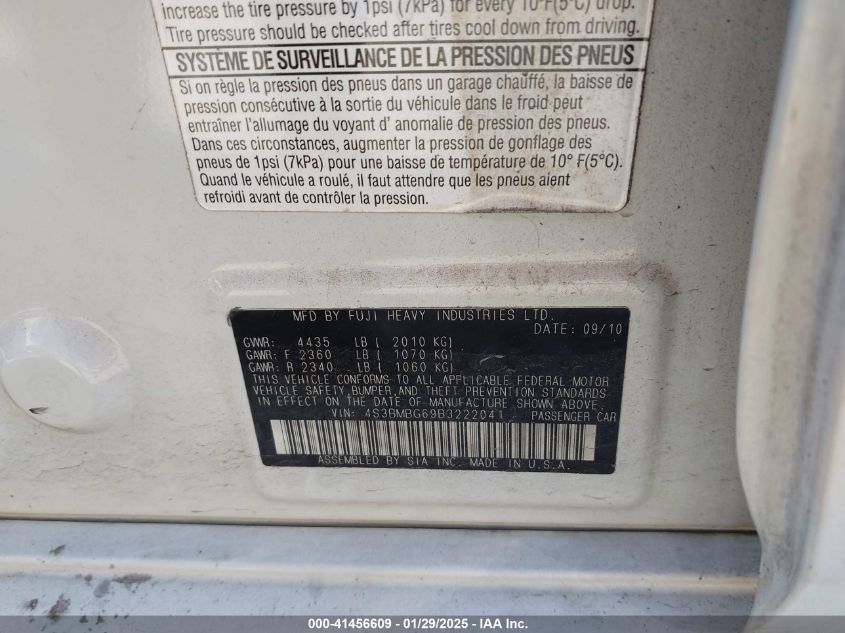 increase the tire pressure by 1psi (7kPa) for every 10°F(5°C) drop.
Tire pressure should be checked after tires cool down from driving.
SYSTÈME DE SURVEILLANCE DE LA PRESSION DES PNEUS
Si on règle la pression des pneus dans un garage chauffé, la baisse de
pression consécutive à la sortie du véhicule dans le froid peut
entraîner l'allumage du voyant d' anomalie de pression des pneus.
Dans ces circonstances, augmenter la pression de gonflage des
pneus de 1psi (7kPa) pour une baisse de température de 10° F(5°C).
Quand le véhicule a roulé, il faut attendre que les pneus aient
refroidi avant de contrôler la pression.
MFD BY FUJI HEAVY INDUSTRIES LTD.
DATE: 09/10
GVWR: 4435 LB ( 2010 KG)
GAWR: F 2360 LB ( 1070 KG)
GAWR: R 2340 LB ( 1060 KG)
THIS VEHICLE CONFORMS TO ALL APPLICABLE FEDERAL MOTOR
VEHICLE SAFETY, BUMPER, AND THEFT PREVENTION STANDARDS
IN EFFECT ON THE DATE OF MANUFACTURE SHOWN ABOVE.
VIN: 4S3BMBG69B3222041 PASSENGER CAR
ASSEMBLED BY SIA INC. MADE IN U.S.A.
000-41456609 - 01/29/2025 - IAA Inc.